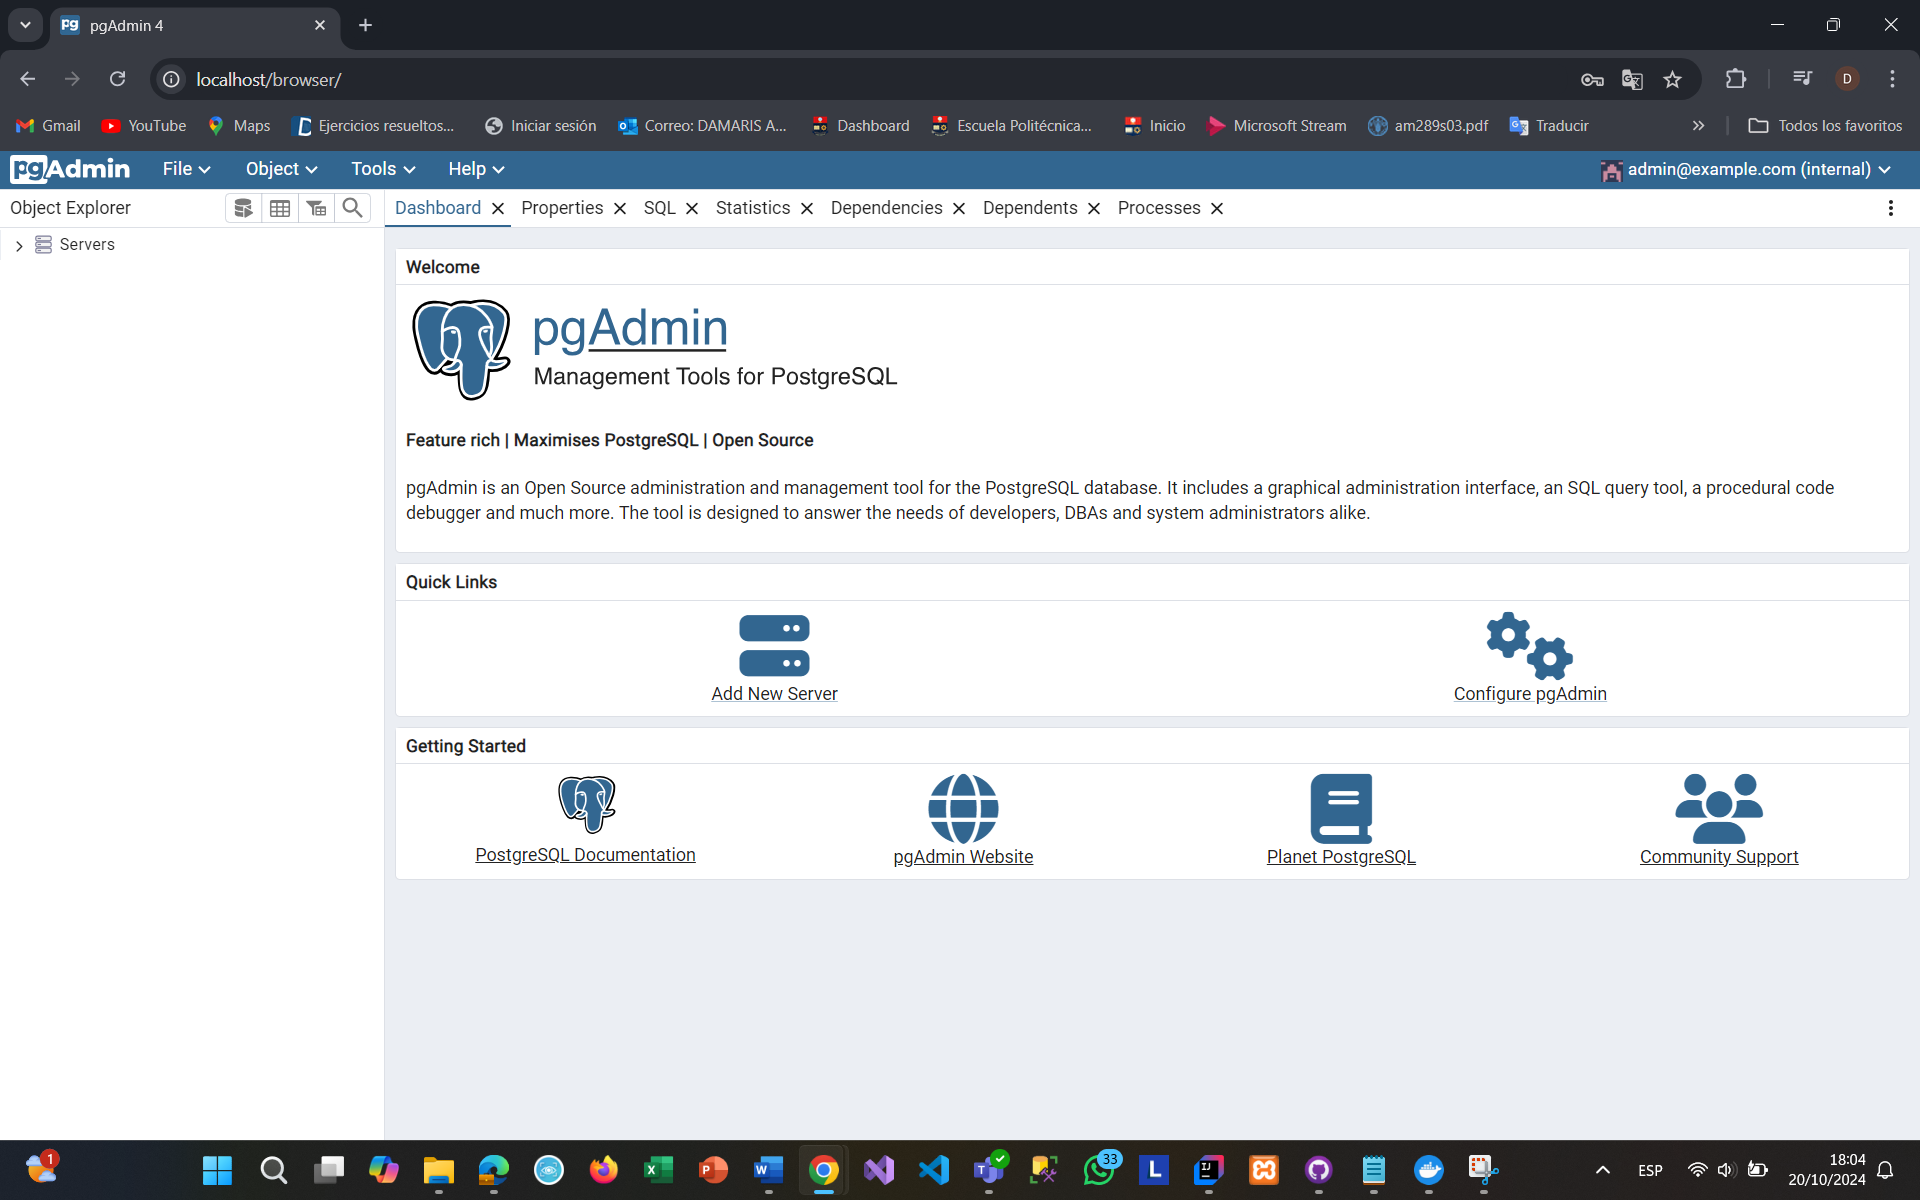 pgAdmin 4
localhost/browser/
Gmail YouTube Maps Ejercicios resueltos... Iniciar sesión Correo: DAMARIS A... Dashboard Escuela Politécnica... Inicio Microsoft Stream am289s03.pdf Traducir » Todos los favoritos
pgAdmin File Object Tools Help admin@example.com (internal)
Object Explorer Dashboard Properties SQL Statistics Dependencies Dependents Processes
Servers
Welcome
pgAdmin
Management Tools for PostgreSQL
Feature rich | Maximises PostgreSQL | Open Source
pgAdmin is an Open Source administration and management tool for the PostgreSQL database. It includes a graphical administration interface, an SQL query tool, a procedural code
debugger and much more. The tool is designed to answer the needs of developers, DBAs and system administrators alike.
Quick Links
Add New Server Configure pgAdmin
Getting Started
PostgreSQL Documentation pgAdmin Website Planet PostgreSQL Community Support
1 33 ESP 18:04
20/10/2024